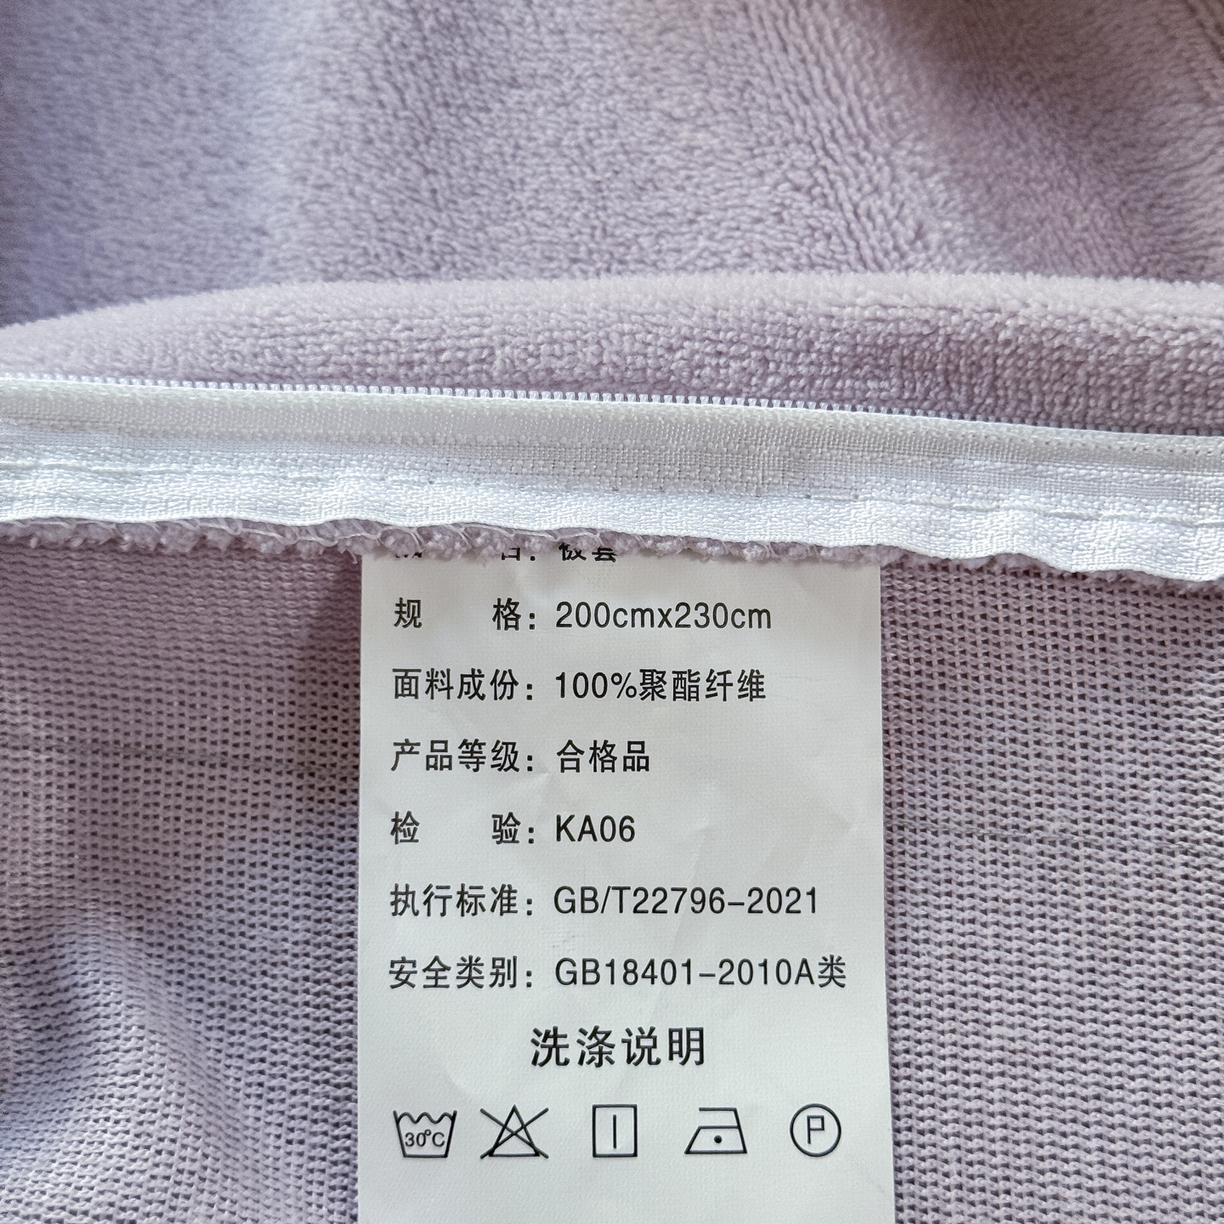 规 格：200cmx230cm
面料成份：100%聚酯纤维
产品等级：合格品
检 验：KA06
执行标准：GB/T22796-2021
安全类别：GB18401-2010A类
洗涤说明
30℃ P